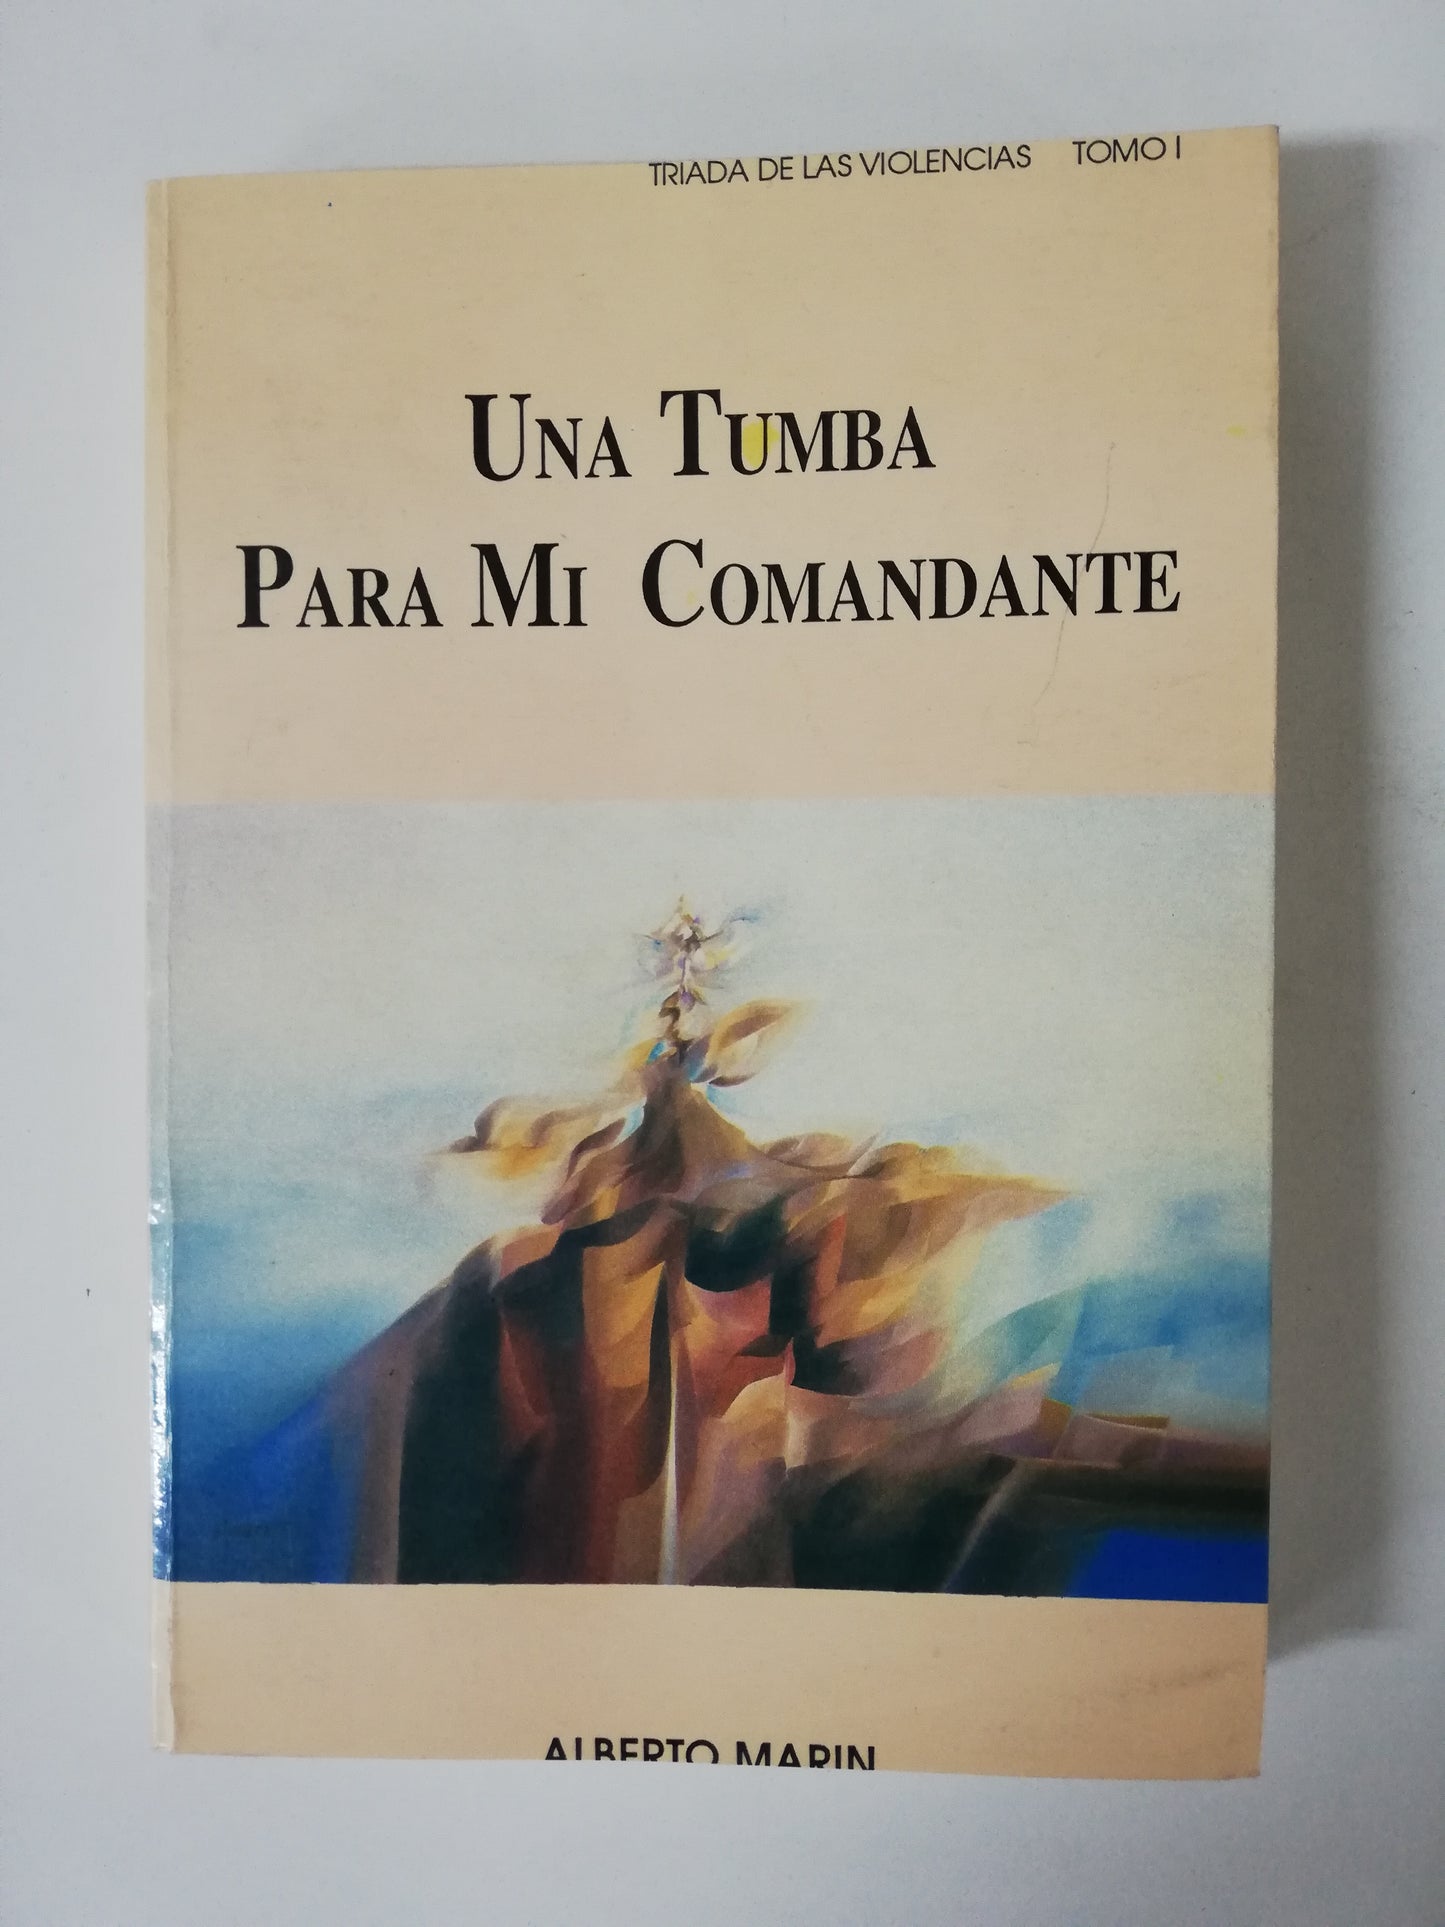 TRIADA DE LAS VIOLENCIAS TOMO I
UNA TUMBA
PARA MI COMANDANTE
ALBERTO MARIN